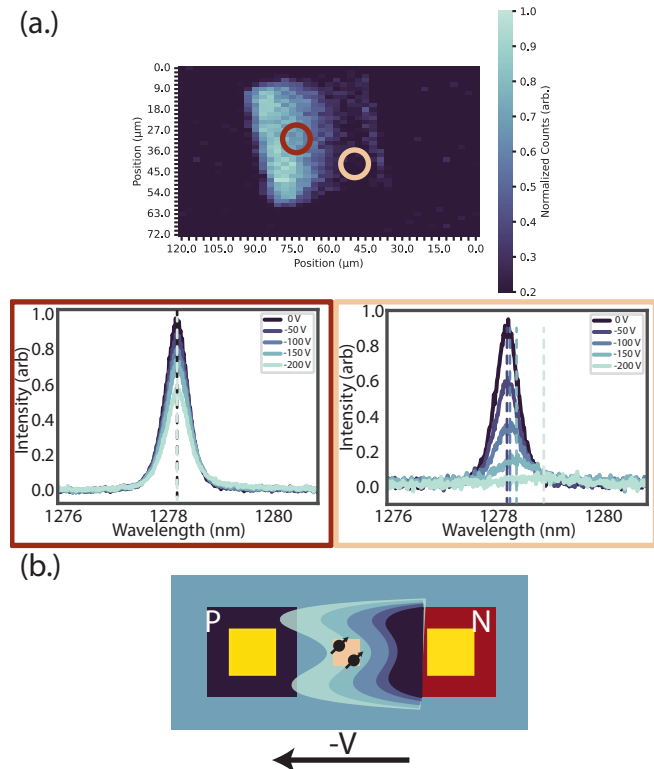 (a.)
0.0
9.0
18.0
27.0
36.0
45.0
54.0
63.0
72.0
Position (μm)
120.0 105.0 90.0 75.0 60.0 45.0 30.0 15.0 0.0
Position (μm)
1.0
0.9
0.8
0.7
0.6
0.5
0.4
0.3
0.2
Normalized Counts (arb.)
1.0
0.8
0.6
0.4
0.2
0.0
Intensity (arb)
0 V
-50 V
-100 V
-150 V
-200 V
1276 1278 1280
Wavelength (nm)
1.0
0.8
0.6
0.4
0.2
0.0
Intensity (arb)
0 V
-50 V
-100 V
-150 V
-200 V
1276 1278 1280
Wavelength (nm)
(b.)
P N
-V